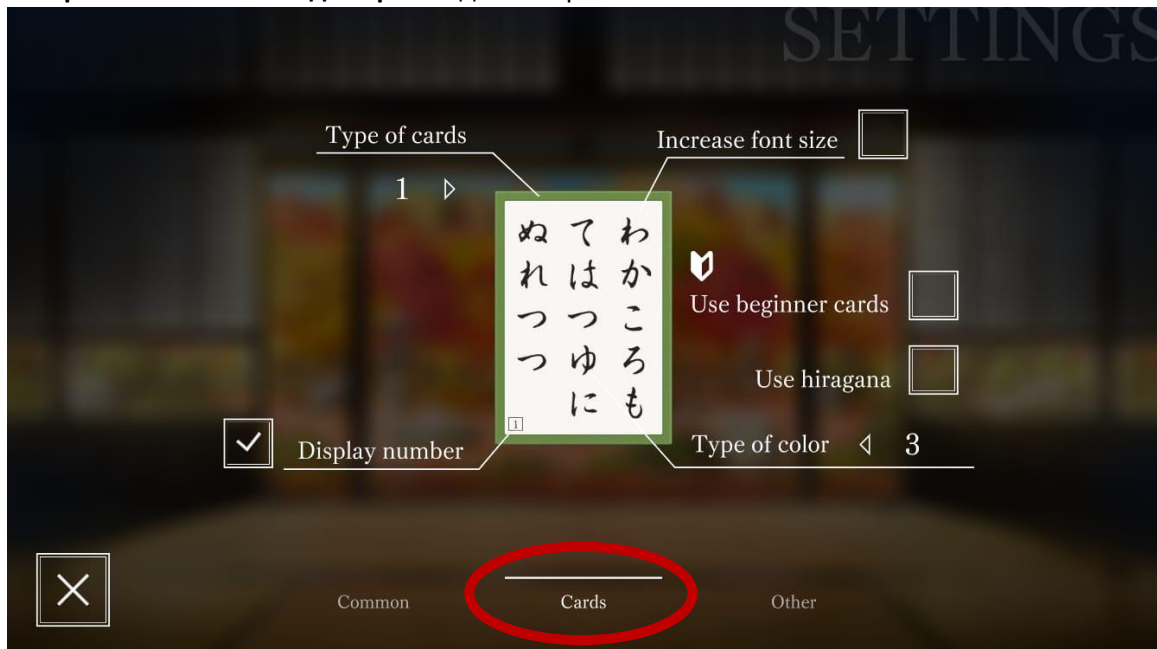 SETTINGS
Type of cards
Increase font size
1
わかころも
てはつゆに
ぬれつつ
Use beginner cards
Use hiragana
1
Display number
Type of color 3
Common Cards Other